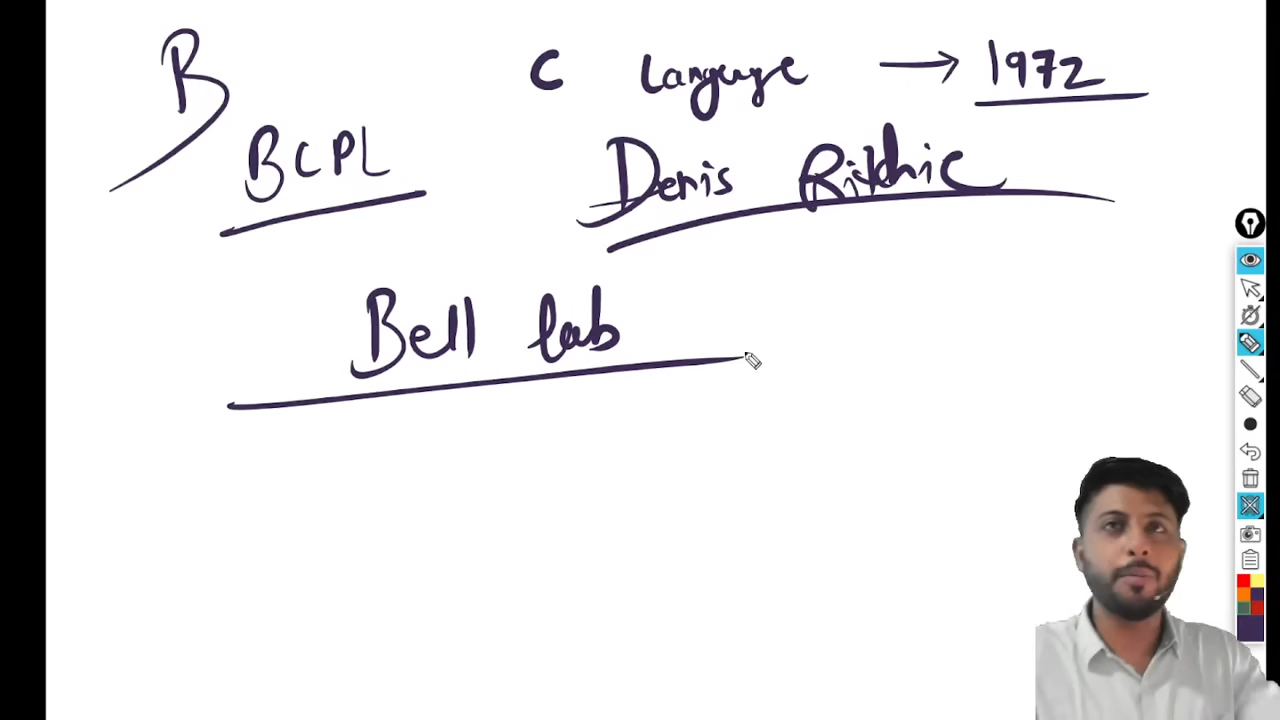 B
C Language → 1972
BCPL
Denis Ritchie
Bell lab